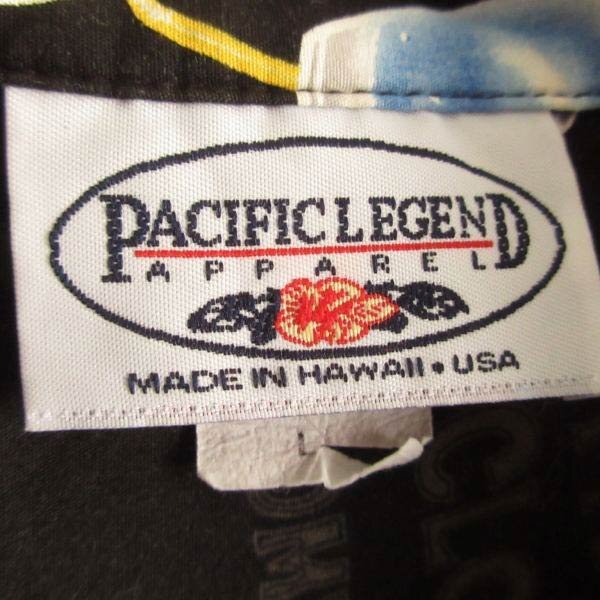 PACIFIC LEGEND
APPAREL
MADE IN HAWAII • USA
L